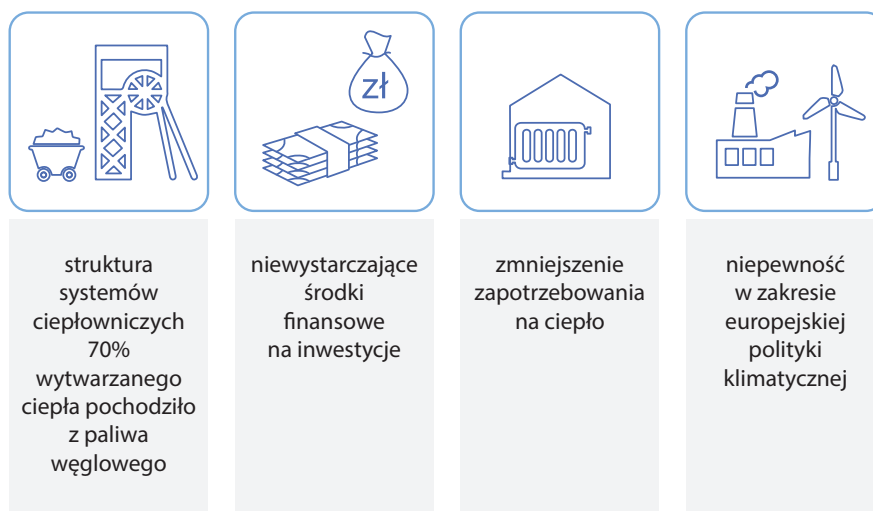 zł
struktura
systemów
ciepłowniczych
70%
wytwarzanego
ciepła pochodziło
z paliwa
węglowego
niewystarczające
środki
finansowe
na inwestycje
zmniejszenie
zapotrzebowania
na ciepło
niepewność
w zakresie
europejskiej
polityki
klimatycznej